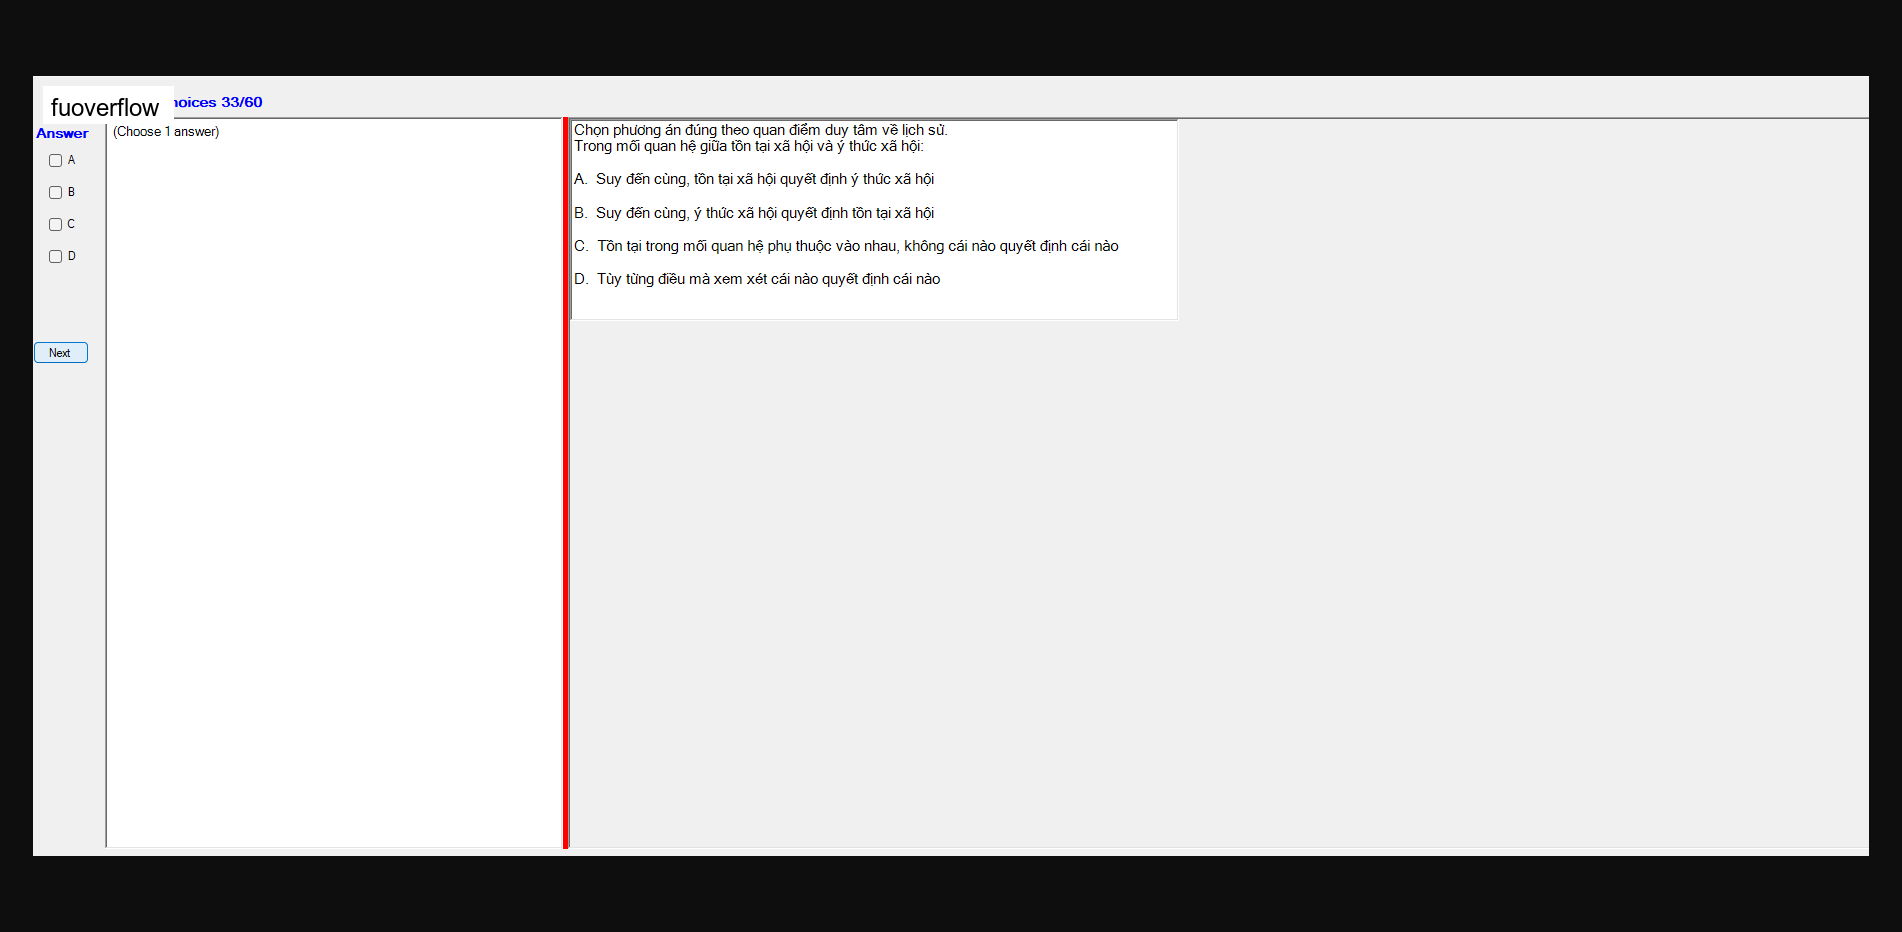 fuoverflow
hoices 33/60
Answer
(Choose 1 answer)
A
B
C
D
Next
Chọn phương án đúng theo quan điểm duy tâm về lịch sử.
Trong mối quan hệ giữa tồn tại xã hội và ý thức xã hội:
A. Suy đến cùng, tồn tại xã hội quyết định ý thức xã hội
B. Suy đến cùng, ý thức xã hội quyết định tồn tại xã hội
C. Tồn tại trong mối quan hệ phụ thuộc vào nhau, không cái nào quyết định cái nào
D. Tùy từng điều mà xem xét cái nào quyết định cái nào